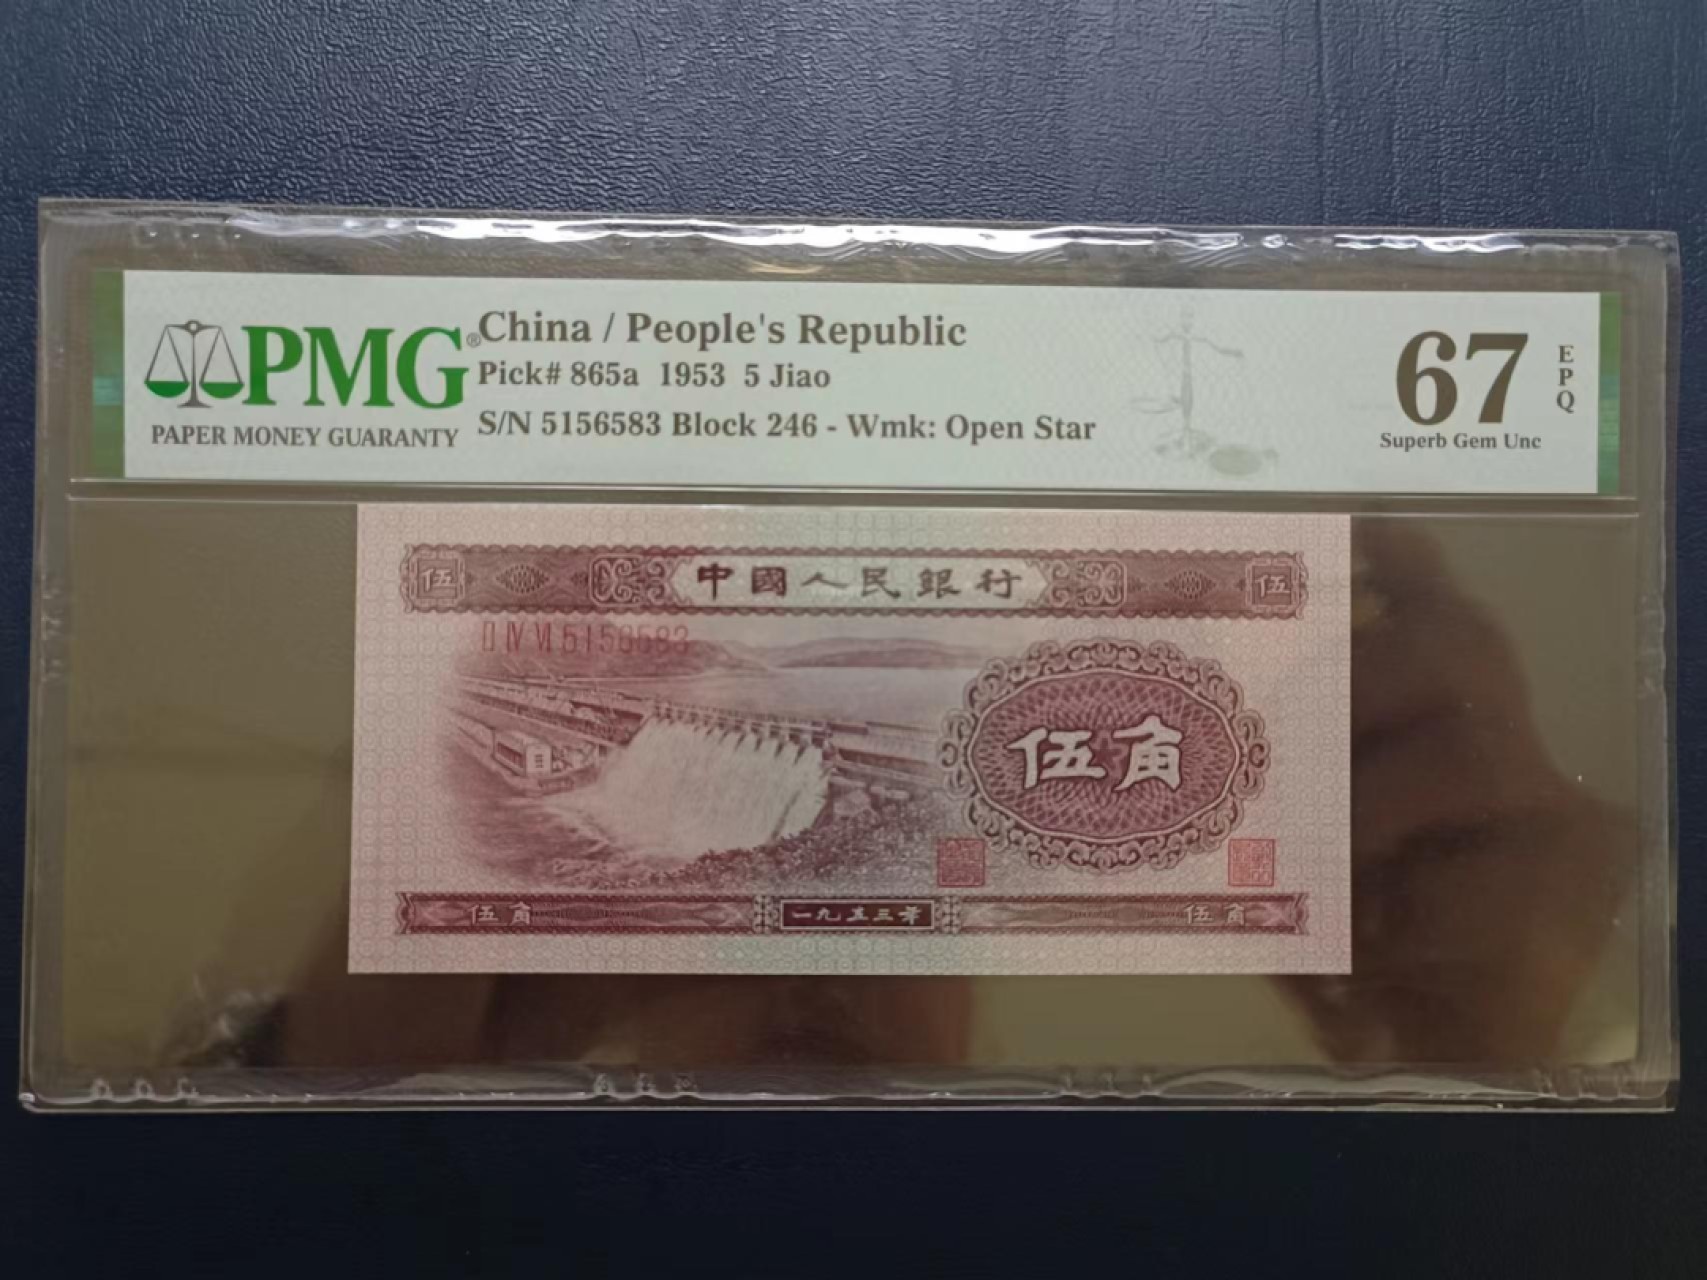 PMG®
PAPER MONEY GUARANTY
China / People's Republic
Pick# 865a 1953 5 Jiao
S/N 5156583 Block 246 - Wmk: Open Star
67
EPQ
Superb Gem Unc
伍 中國人民銀行 伍
II IV VI 5156583
伍角
伍角 一九五三年 伍角